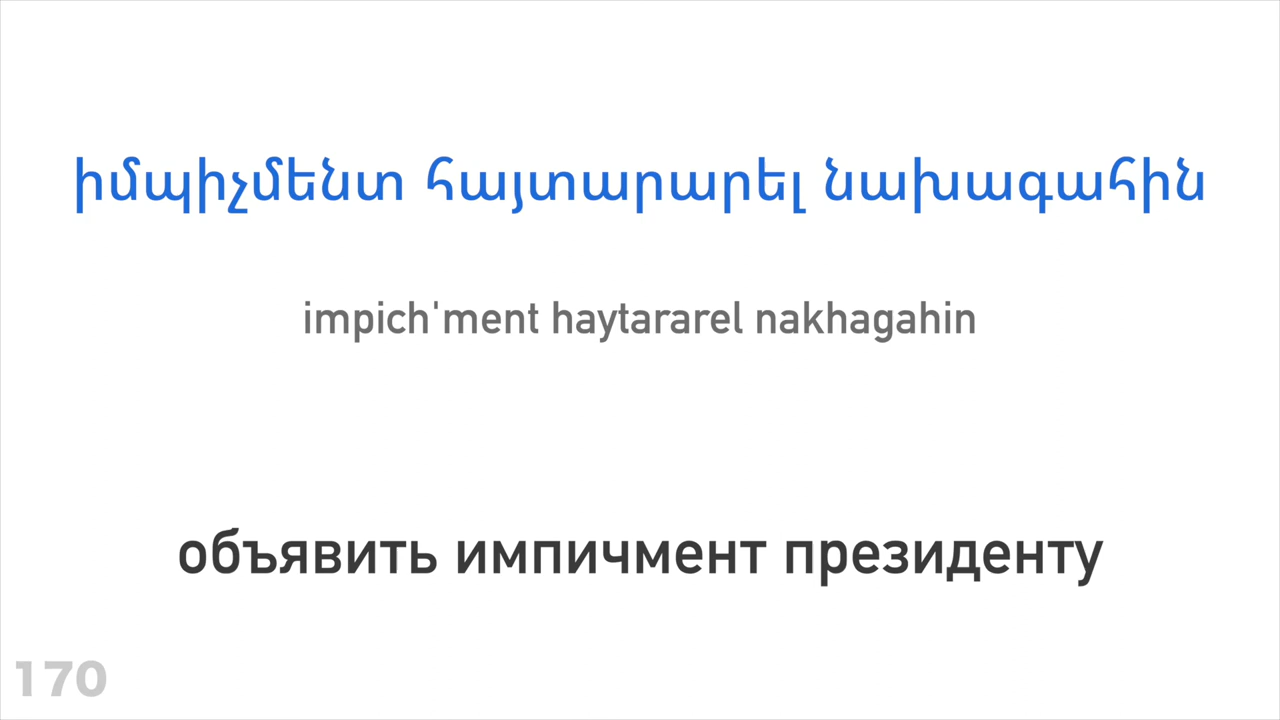 իմպիչմենտ հայտարարել նախագահին
impich'ment haytararel nakhagahin
объявить импичмент президенту
170